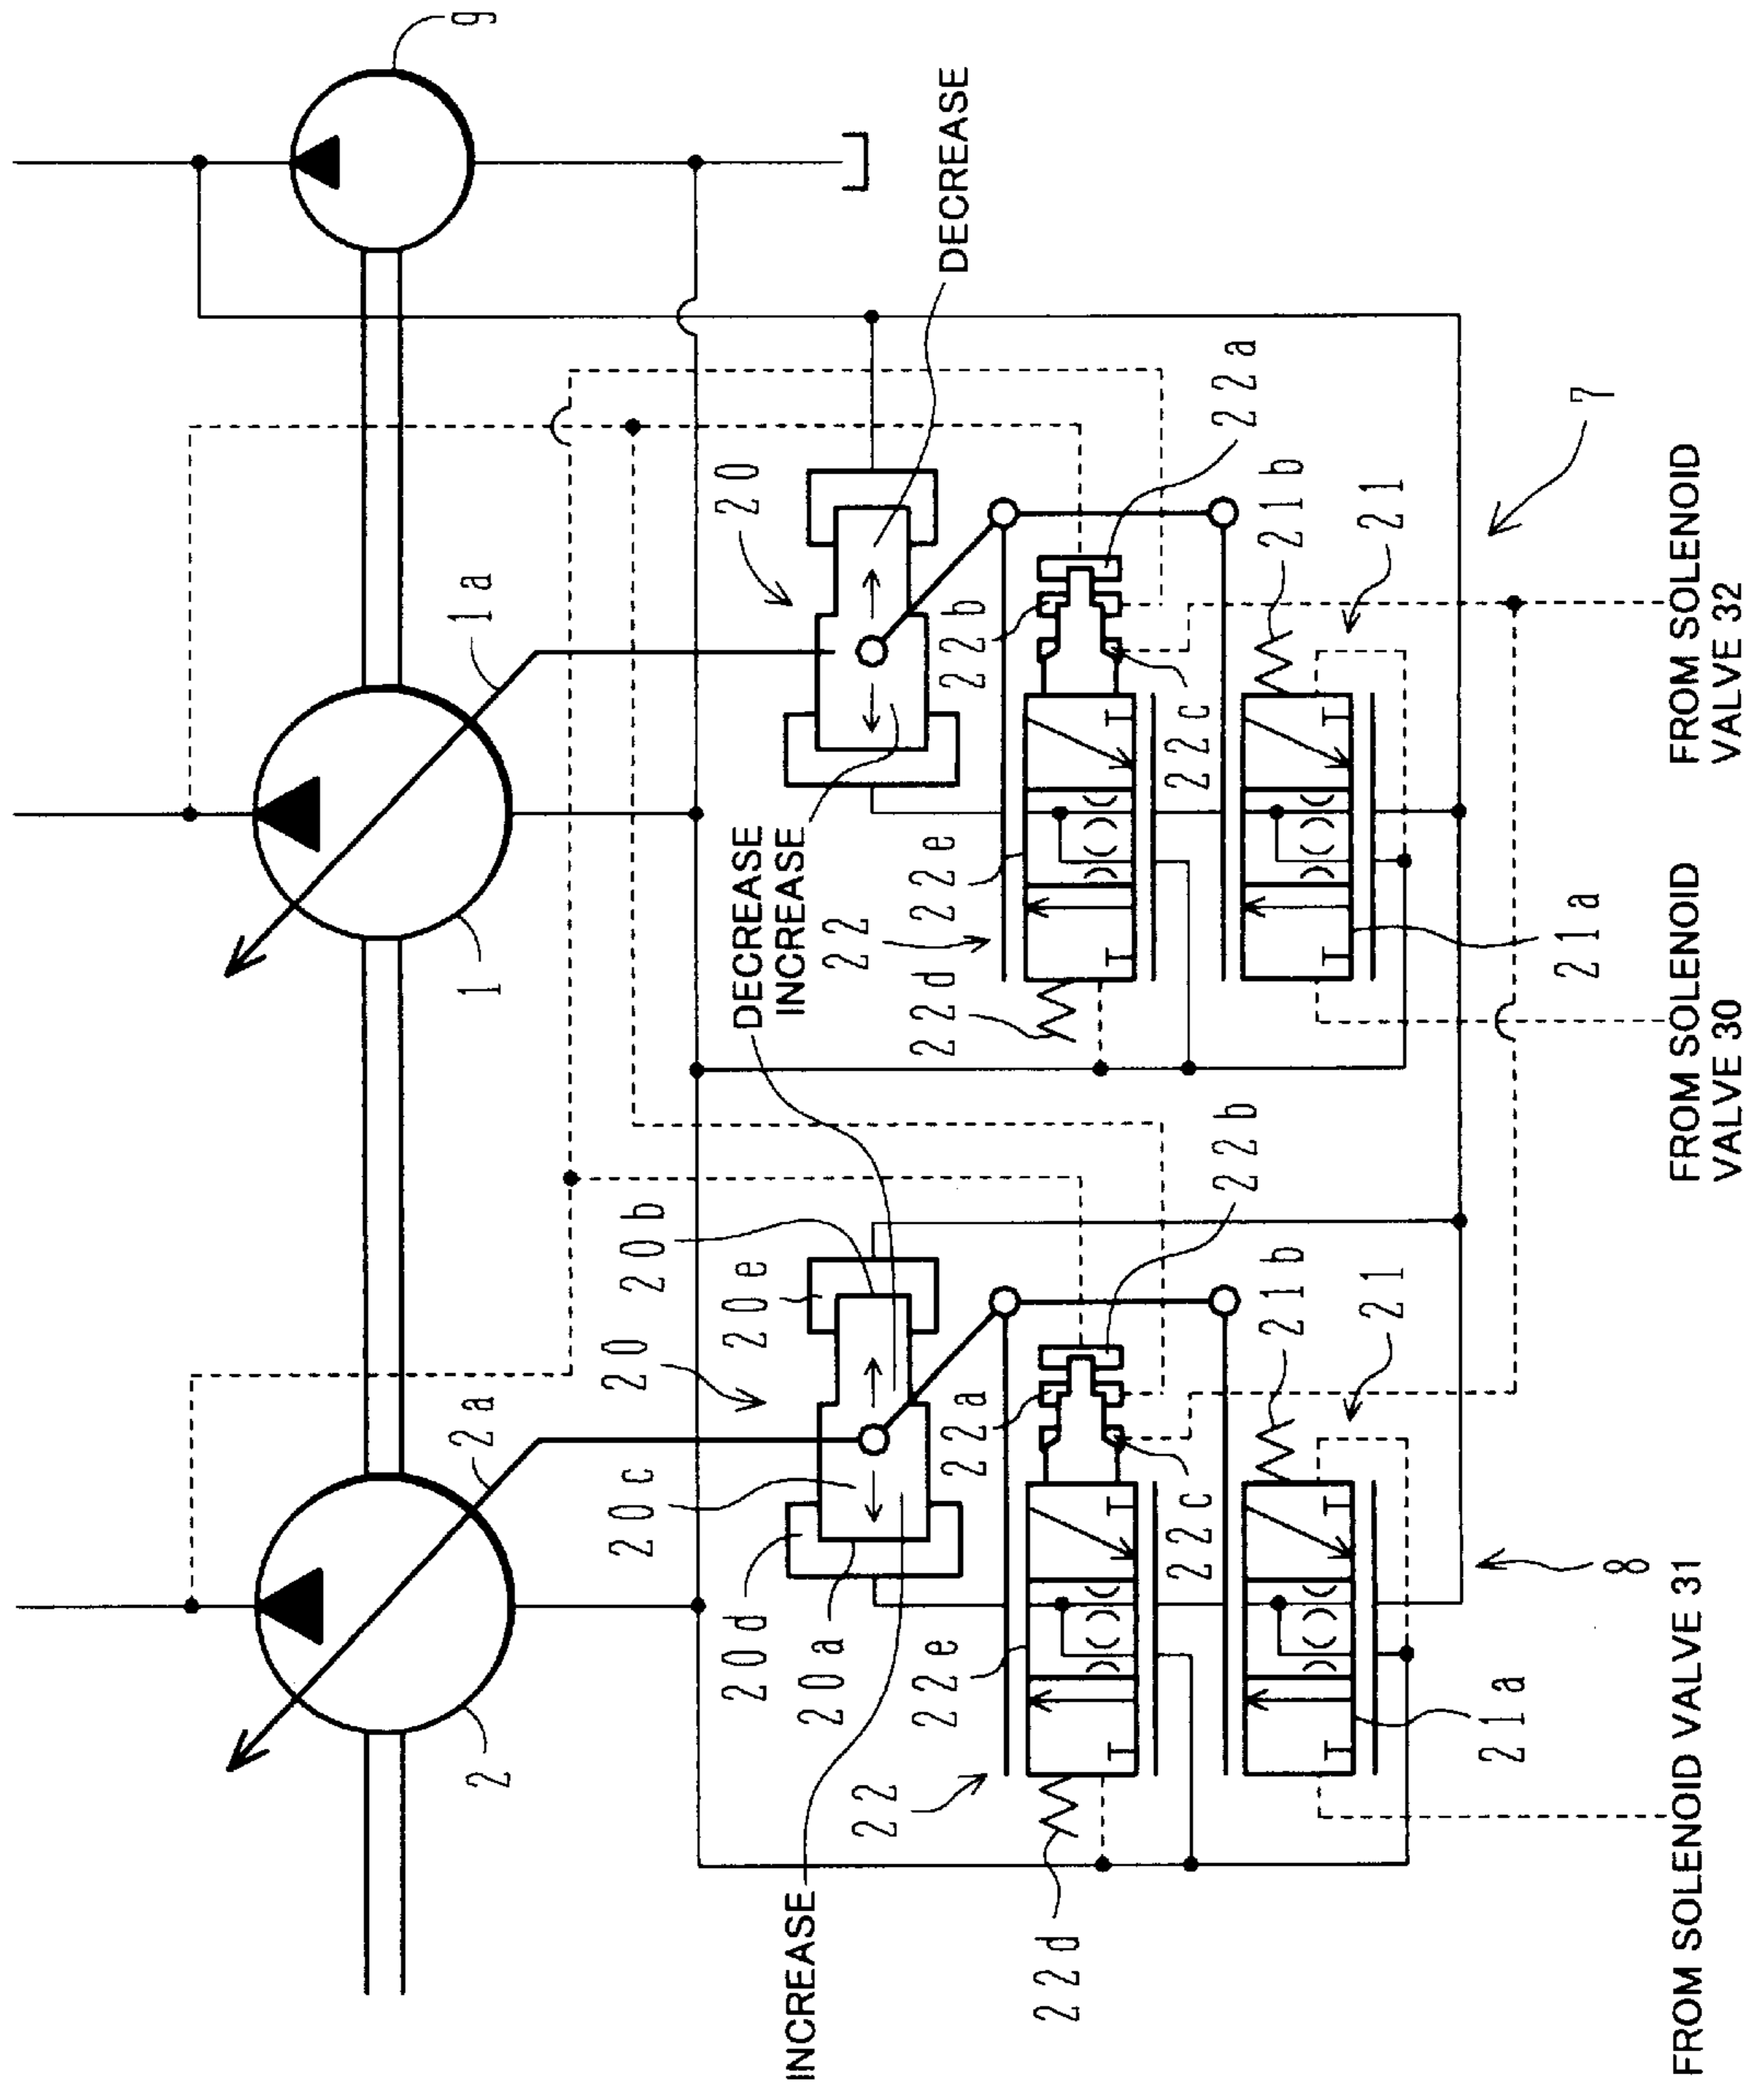 9
DECREASE
1a
20
22a
21b
21
7
22b
22c
1
DECREASE
INCREASE
22e
22
22d
21a
FROM SOLENOID
VALVE 32
FROM SOLENOID
VALVE 30
2a
20b
20e
20
20c
22b
21b
21
22a
22c
8
2
20d
20a
22e
22
22d
21a
INCREASE
FROM SOLENOID VALVE 31
T
T
T
T
T
T
T
T